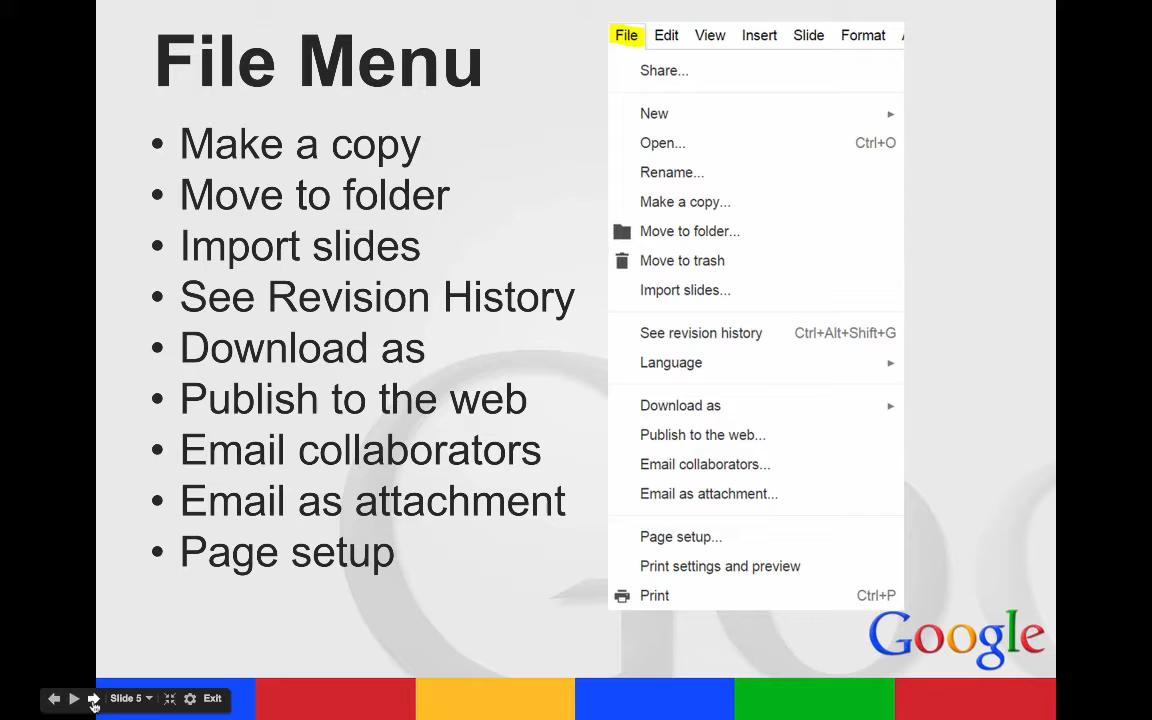 File Menu
• Make a copy
• Move to folder
• Import slides
• See Revision History
• Download as
• Publish to the web
• Email collaborators
• Email as attachment
• Page setup
File Edit View Insert Slide Format
Share...
New
Open... Ctrl+O
Rename...
Make a copy...
Move to folder...
Move to trash
Import slides...
See revision history Ctrl+Alt+Shift+G
Language
Download as
Publish to the web...
Email collaborators...
Email as attachment...
Page setup...
Print settings and preview
Print Ctrl+P
Google
Slide 5 Exit